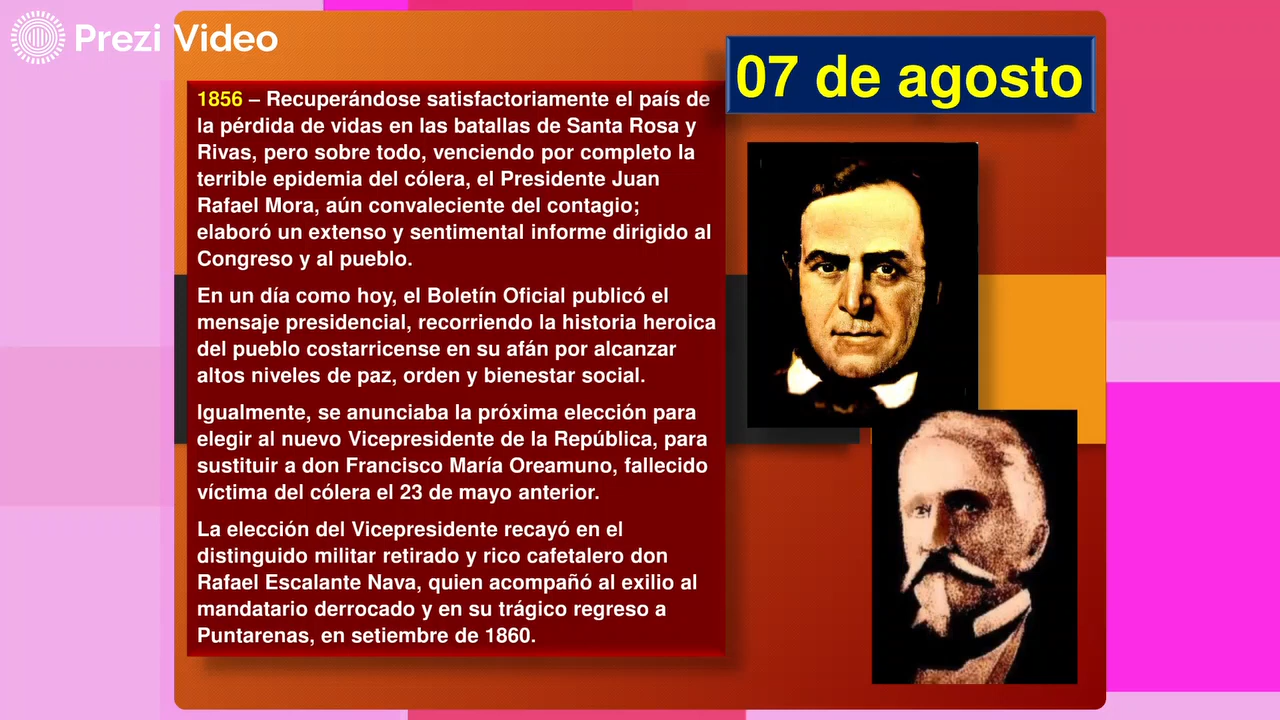 Prezi Video
07 de agosto
1856 – Recuperándose satisfactoriamente el país de
la pérdida de vidas en las batallas de Santa Rosa y
Rivas, pero sobre todo, venciendo por completo la
terrible epidemia del cólera, el Presidente Juan
Rafael Mora, aún convaleciente del contagio;
elaboró un extenso y sentimental informe dirigido al
Congreso y al pueblo.
En un día como hoy, el Boletín Oficial publicó el
mensaje presidencial, recorriendo la historia heroica
del pueblo costarricense en su afán por alcanzar
altos niveles de paz, orden y bienestar social.
Igualmente, se anunciaba la próxima elección para
elegir al nuevo Vicepresidente de la República, para
sustituir a don Francisco María Oreamuno, fallecido
víctima del cólera el 23 de mayo anterior.
La elección del Vicepresidente recayó en el
distinguido militar retirado y rico cafetalero don
Rafael Escalante Nava, quien acompañó al exilio al
mandatario derrocado y en su trágico regreso a
Puntarenas, en setiembre de 1860.